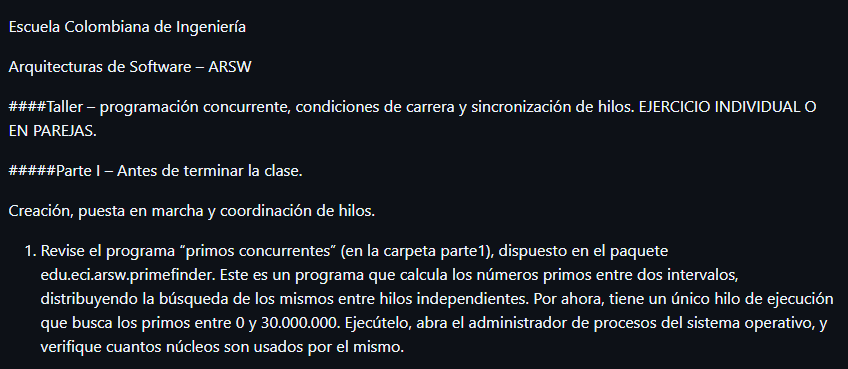 Escuela Colombiana de Ingeniería
Arquitecturas de Software – ARSW
####Taller – programación concurrente, condiciones de carrera y sincronización de hilos. EJERCICIO INDIVIDUAL O
EN PAREJAS.
#####Parte I – Antes de terminar la clase.
Creación, puesta en marcha y coordinación de hilos.
1. Revise el programa “primos concurrentes” (en la carpeta parte1), dispuesto en el paquete
edu.eci.arsw.primefinder. Este es un programa que calcula los números primos entre dos intervalos,
distribuyendo la búsqueda de los mismos entre hilos independientes. Por ahora, tiene un único hilo de ejecución
que busca los primos entre 0 y 30.000.000. Ejecútelo, abra el administrador de procesos del sistema operativo, y
verifique cuantos núcleos son usados por el mismo.